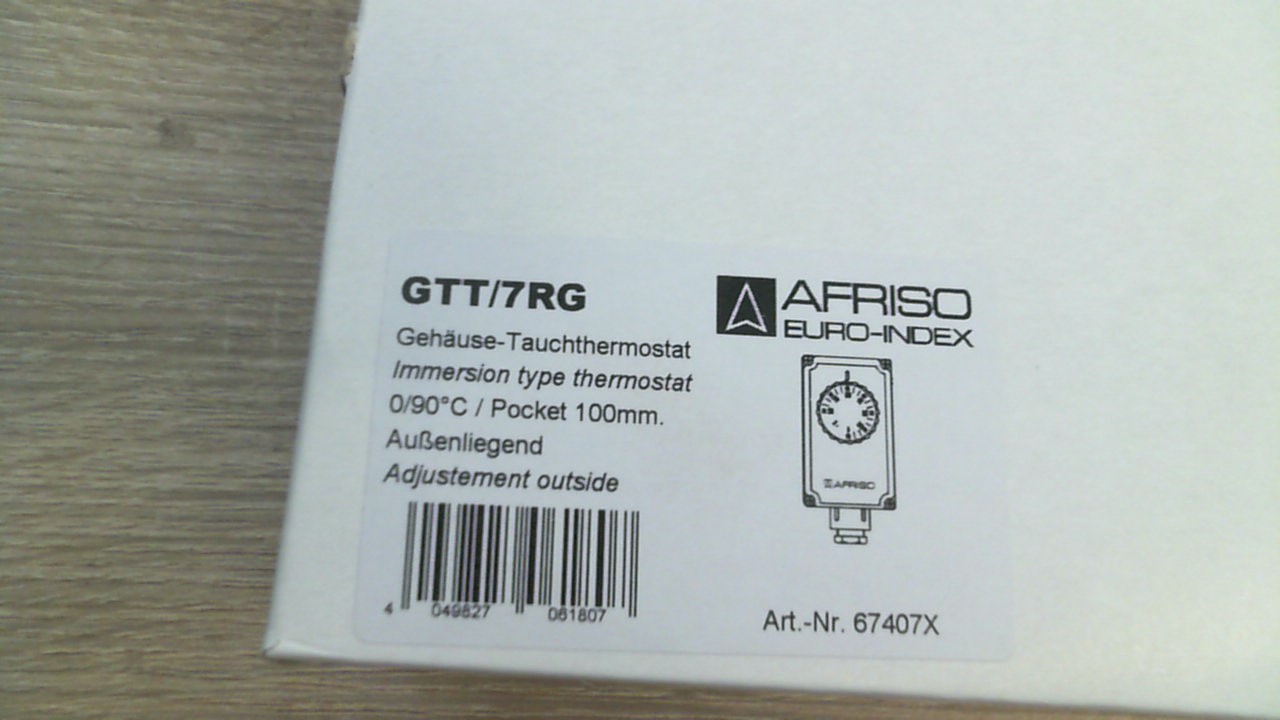 GTT/7RG
Gehäuse-Tauchthermostat
Immersion type thermostat
0/90°C / Pocket 100mm.
Außenliegend
Adjustement outside
4 049827 061807
AFRISO
EURO-INDEX
AFRISO
Art.-Nr. 67407X